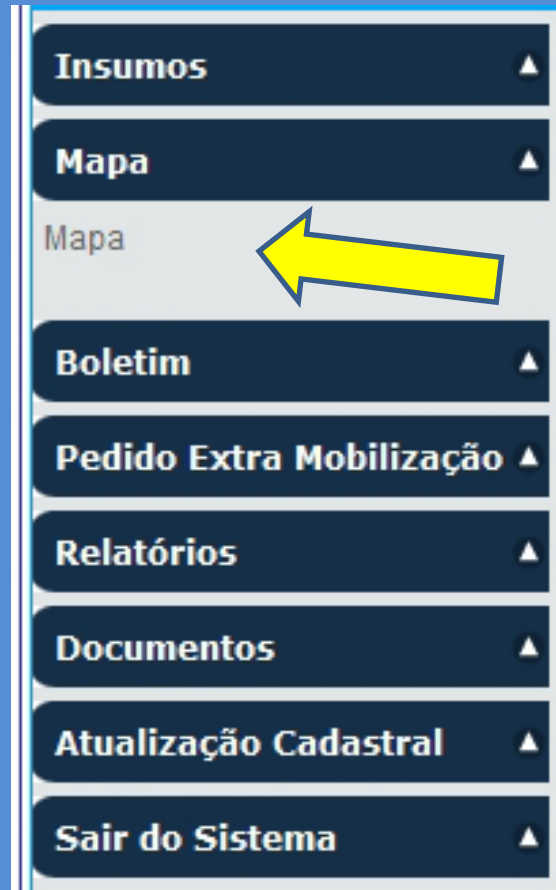 Insumos
Mapa
Mapa
Boletim
Pedido Extra Mobilização
Relatórios
Documentos
Atualização Cadastral
Sair do Sistema